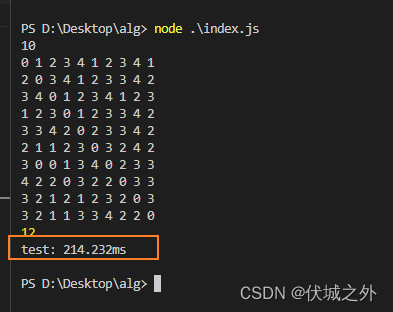 PS D:\Desktop\alg> node .\index.js
10
0 1 2 3 4 1 2 3 4 1
2 0 3 4 1 2 3 3 4 2
3 4 0 1 2 3 4 1 2 3
1 2 3 0 1 2 3 3 4 2
3 3 4 2 0 2 3 3 4 2
2 1 1 2 3 0 3 2 4 2
3 0 0 1 3 4 0 2 3 3
4 2 2 0 3 2 2 0 3 3
3 2 1 2 1 2 3 2 0 3
3 2 1 1 3 3 4 2 2 0
12
test: 214.232ms
PS D:\Desktop\alg>
CSDN @伏城之外